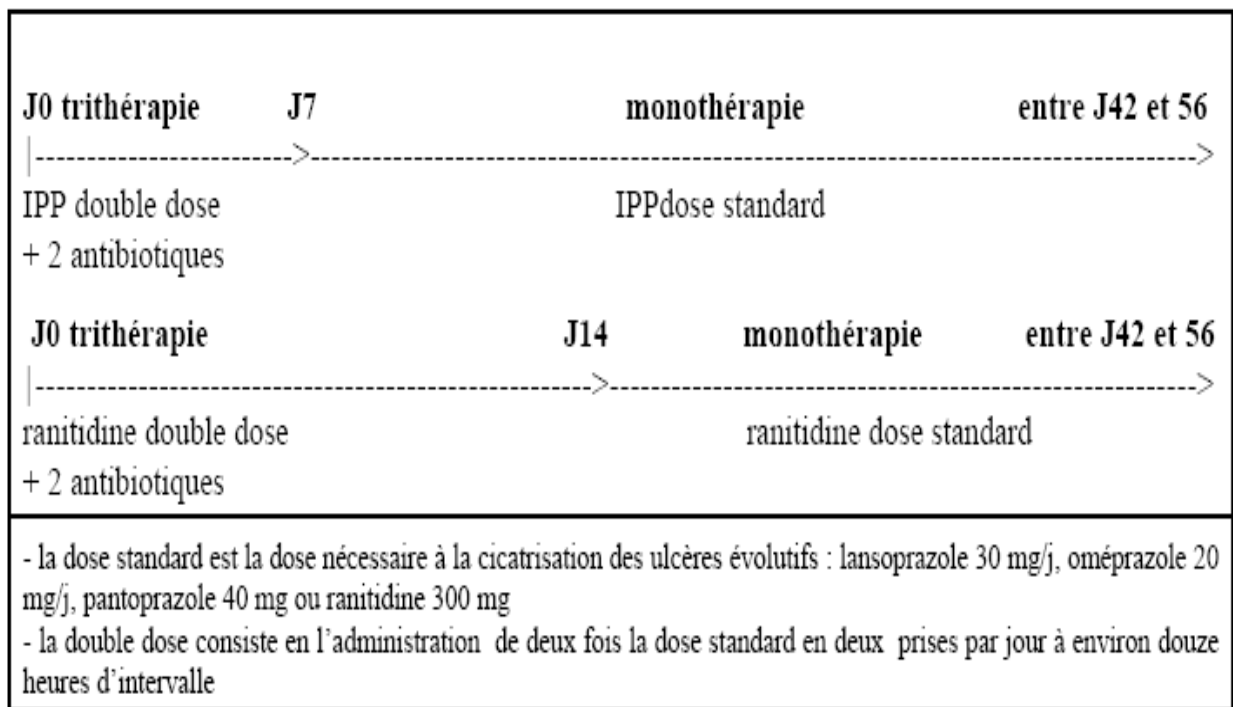 J0 trithérapie J7 monothérapie entre J42 et 56
|------------------------->--------------------------------------------------------------------------------------->
IPP double dose IPPdose standard
+ 2 antibiotiques
J0 trithérapie J14 monothérapie entre J42 et 56
|------------------------------------------------------>---------------------------------------------------------->
ranitidine double dose ranitidine dose standard
+ 2 antibiotiques
- la dose standard est la dose nécessaire à la cicatrisation des ulcères évolutifs : lansoprazole 30 mg/j, oméprazole 20
mg/j, pantoprazole 40 mg ou ranitidine 300 mg
- la double dose consiste en l’administration de deux fois la dose standard en deux prises par jour à environ douze
heures d’intervalle